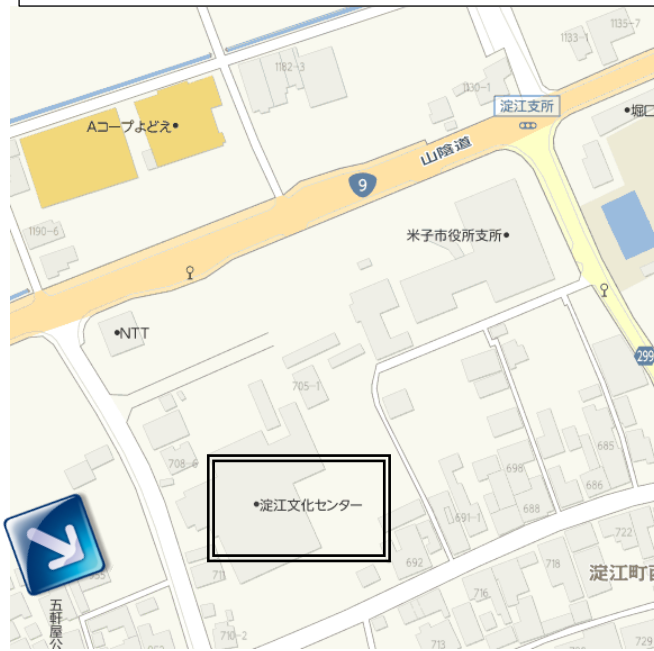 1135-7
1133-1
1182-3
1130-1
淀江支所
Aコープよどえ
堀口
山陰道
9
1190-6
米子市役所支所
NTT
299
705-1
708-6
685
698
686
淀江文化センター
691-1
688
722
692
718
淀江町西
711
716
五軒屋公
710-2
713
729